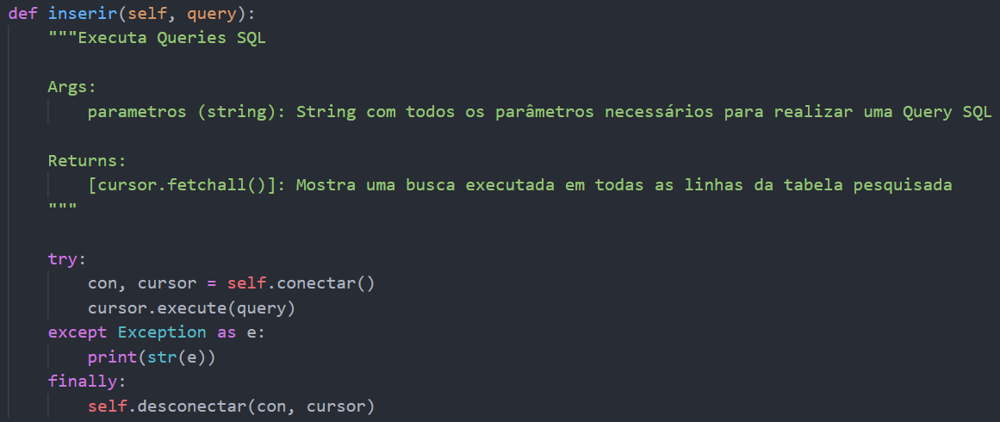 def inserir(self, query):
"""Executa Queries SQL
Args:
parametros (string): String com todos os parâmetros necessários para realizar uma Query SQL
Returns:
[cursor.fetchall()]: Mostra uma busca executada em todas as linhas da tabela pesquisada
"""
try:
con, cursor = self.conectar()
cursor.execute(query)
except Exception as e:
print(str(e))
finally:
self.desconectar(con, cursor)